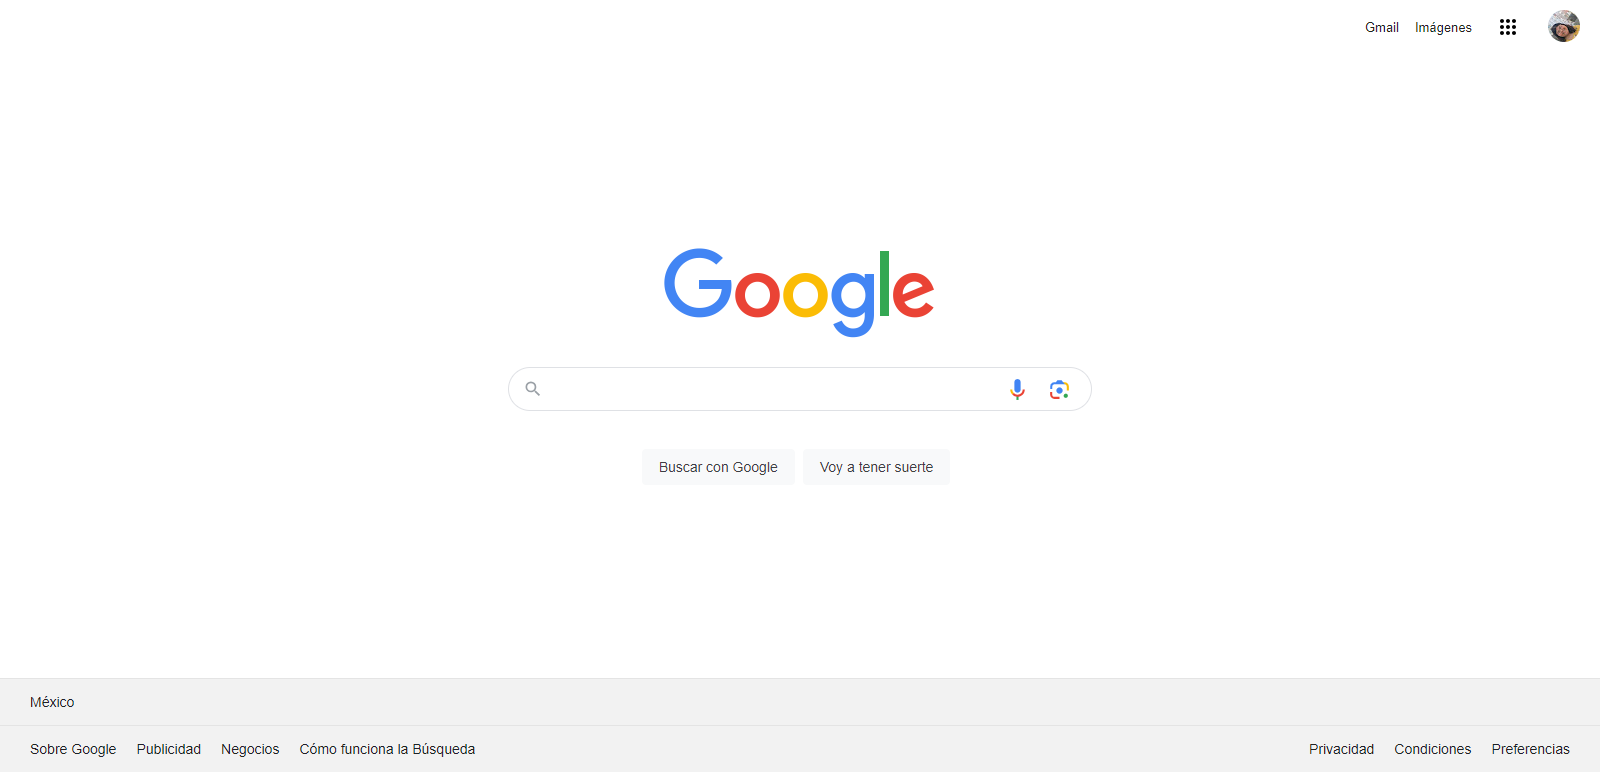 Gmail Imágenes
Google
Buscar con Google Voy a tener suerte
México
Sobre Google Publicidad Negocios Cómo funciona la Búsqueda Privacidad Condiciones Preferencias